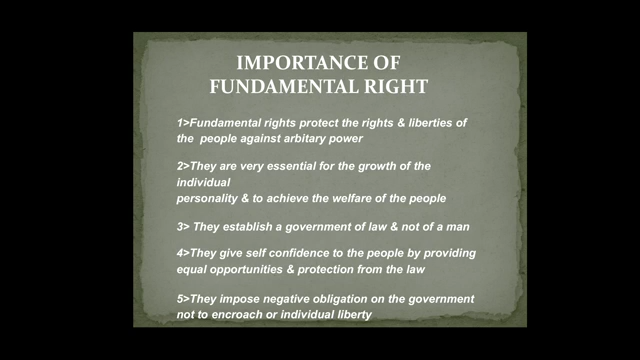 IMPORTANCE OF
FUNDAMENTAL RIGHT
1>Fundamental rights protect the rights & liberties of
the people against arbitary power
2>They are very essential for the growth of the
individual
personality & to achieve the welfare of the people
3> They establish a government of law & not of a man
4>They give self confidence to the people by providing
equal opportunities & protection from the law
5>They impose negative obligation on the government
not to encroach or individual liberty